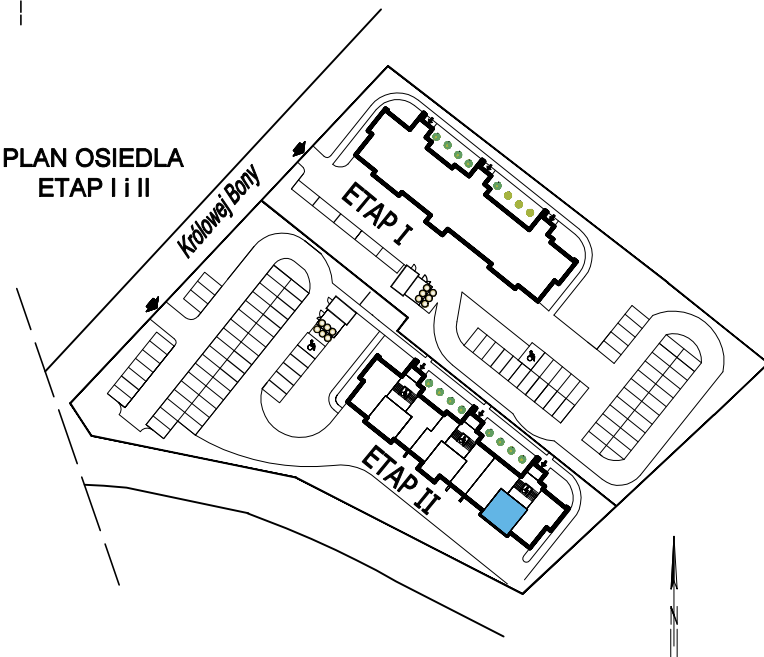 PLAN OSIEDLA
ETAP I i II
Królowej Bony
ETAP I
ETAP II
N